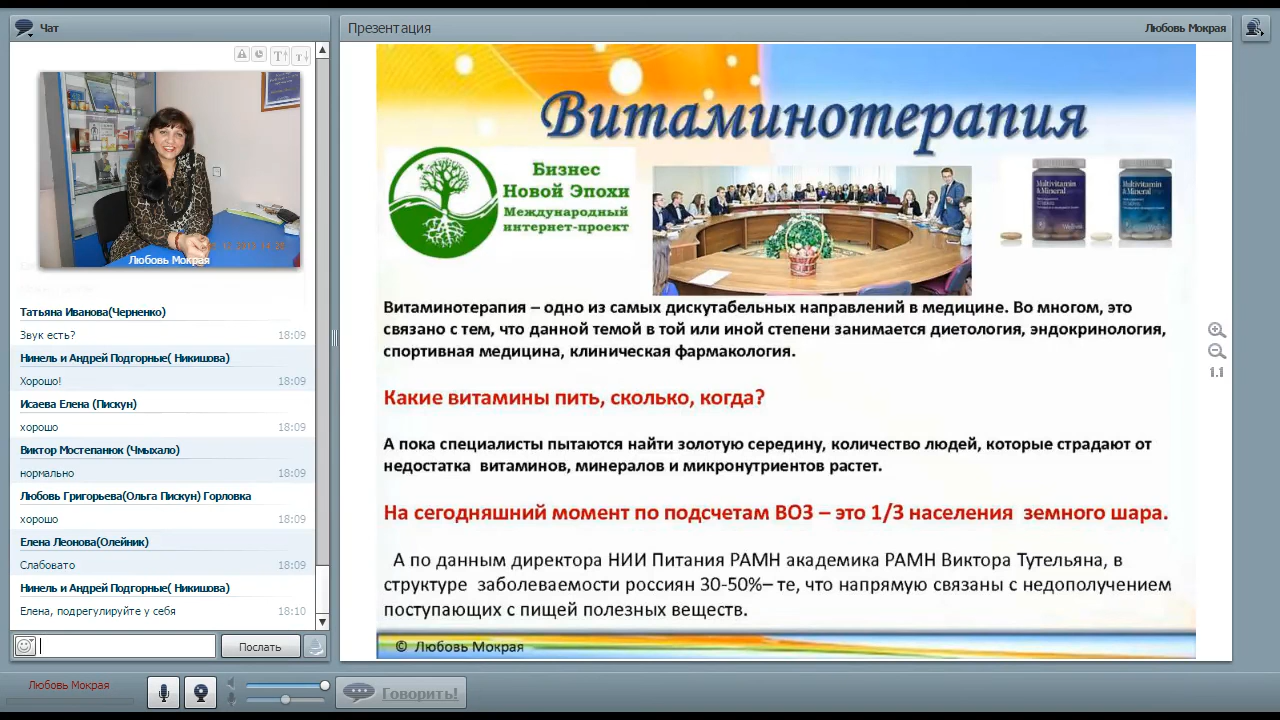 Чат
Презентация
Любовь Мокрая
Любовь Мокрая
Татьяна Иванова(Черненко)
Звук есть? 18:09
Нинель и Андрей Подгорные( Никишова)
Хорошо! 18:09
Исаева Елена (Пискун)
хорошо 18:09
Виктор Мостепанюк (Чмыхало)
нормально 18:09
Любовь Григорьева(Ольга Пискун) Горловка
хорошо 18:09
Елена Леонова(Олейник)
Слабовато 18:09
Нинель и Андрей Подгорные( Никишова)
Елена, подрегулируйте у себя 18:10
Послать
Любовь Мокрая
Говорить!
Витаминотерапия
Бизнес
Новой Эпохи
Международный
интернет-проект
Multivitamin
& Mineral
Multivitamin
& Mineral
Витаминотерапия – одно из самых дискутабельных направлений в медицине. Во многом, это
связано с тем, что данной темой в той или иной степени занимается диетология, эндокринология,
спортивная медицина, клиническая фармакология.
Какие витамины пить, сколько, когда?
А пока специалисты пытаются найти золотую середину, количество людей, которые страдают от
недостатка витаминов, минералов и микронутриентов растет.
На сегодняшний момент по подсчетам ВОЗ – это 1/3 населения земного шара.
А по данным директора НИИ Питания РАМН академика РАМН Виктора Тутельяна, в
структуре заболеваемости россиян 30-50%– те, что напрямую связаны с недополучением
поступающих с пищей полезных веществ.
© Любовь Мокрая
1.1